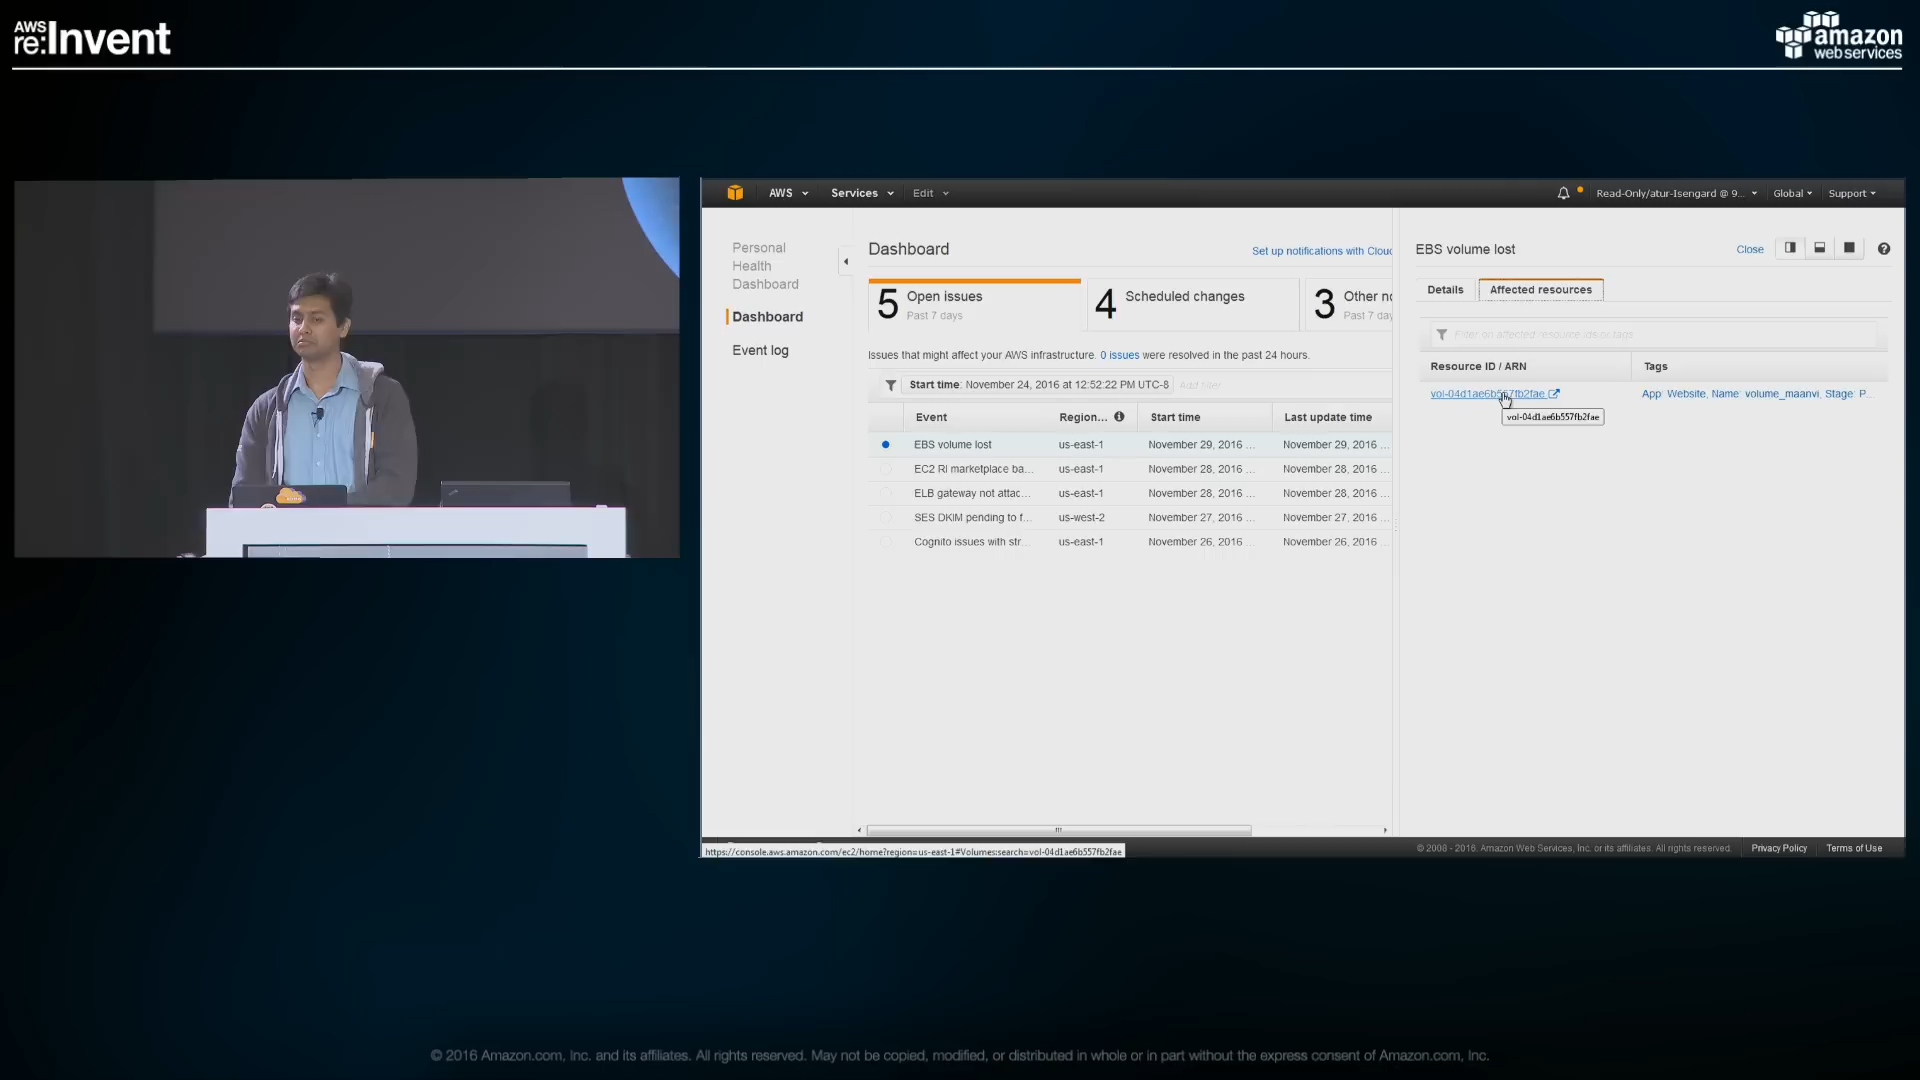 AWS
re:Invent
amazon
web services
AWS Services Edit Read-Only/atur-Isengard @ 9... Global Support
Personal
Health
Dashboard
Dashboard
Event log
Dashboard Set up notifications with Clou
5 Open issues
Past 7 days
4 Scheduled changes
3 Other n
Past 7 day
Issues that might affect your AWS infrastructure. 0 issues were resolved in the past 24 hours.
Start time: November 24, 2016 at 12:52:22 PM UTC-8 Add filter
Event Region... Start time Last update time
EBS volume lost us-east-1 November 29, 2016 ... November 29, 2016 ...
EC2 RI marketplace ba... us-east-1 November 28, 2016 ... November 28, 2016 ...
ELB gateway not attac... us-east-1 November 28, 2016 ... November 28, 2016 ...
SES DKIM pending to f... us-west-2 November 27, 2016 ... November 27, 2016 ...
Cognito issues with str... us-east-1 November 26, 2016 ... November 26, 2016 ...
EBS volume lost Close
Details Affected resources
Filter on affected resource ids or tags
Resource ID / ARN Tags
vol-04d1ae6b557fb2fae App: Website, Name: volume_maanvi, Stage: P...
vol-04d1ae6b557fb2fae
https://console.aws.amazon.com/ec2/home?region=us-east-1#Volumes:search=vol-04d1ae6b557fb2fae
© 2008 - 2016, Amazon Web Services, Inc. or its affiliates. All rights reserved. Privacy Policy Terms of Use
© 2016 Amazon.com, Inc. and its affiliates. All rights reserved. May not be copied, modified, or distributed in whole or in part without the express consent of Amazon.com, Inc.